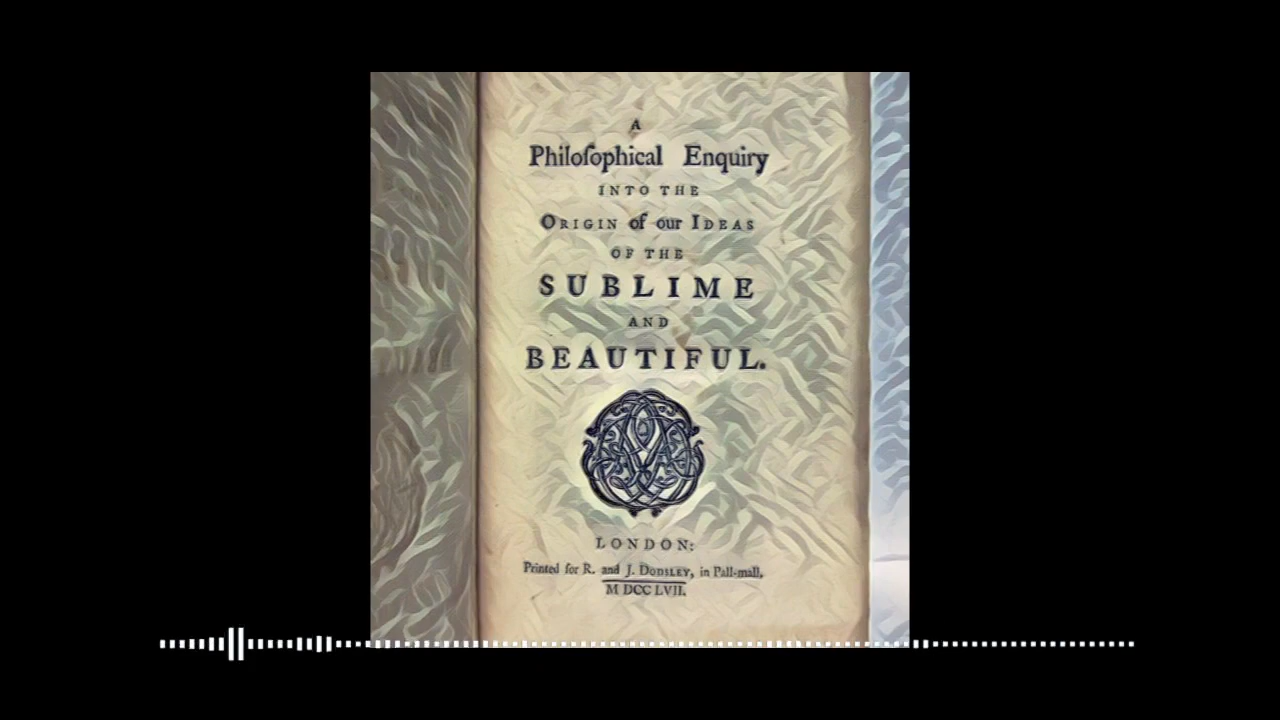 A
Philoſophical Enquiry
INTO THE
ORIGIN of our IDEAS
OF THE
SUBLIME
AND
BEAUTIFUL.
LONDON:
Printed for R. and J. DODSLEY, in Pall-mall.
M DCC LVII.